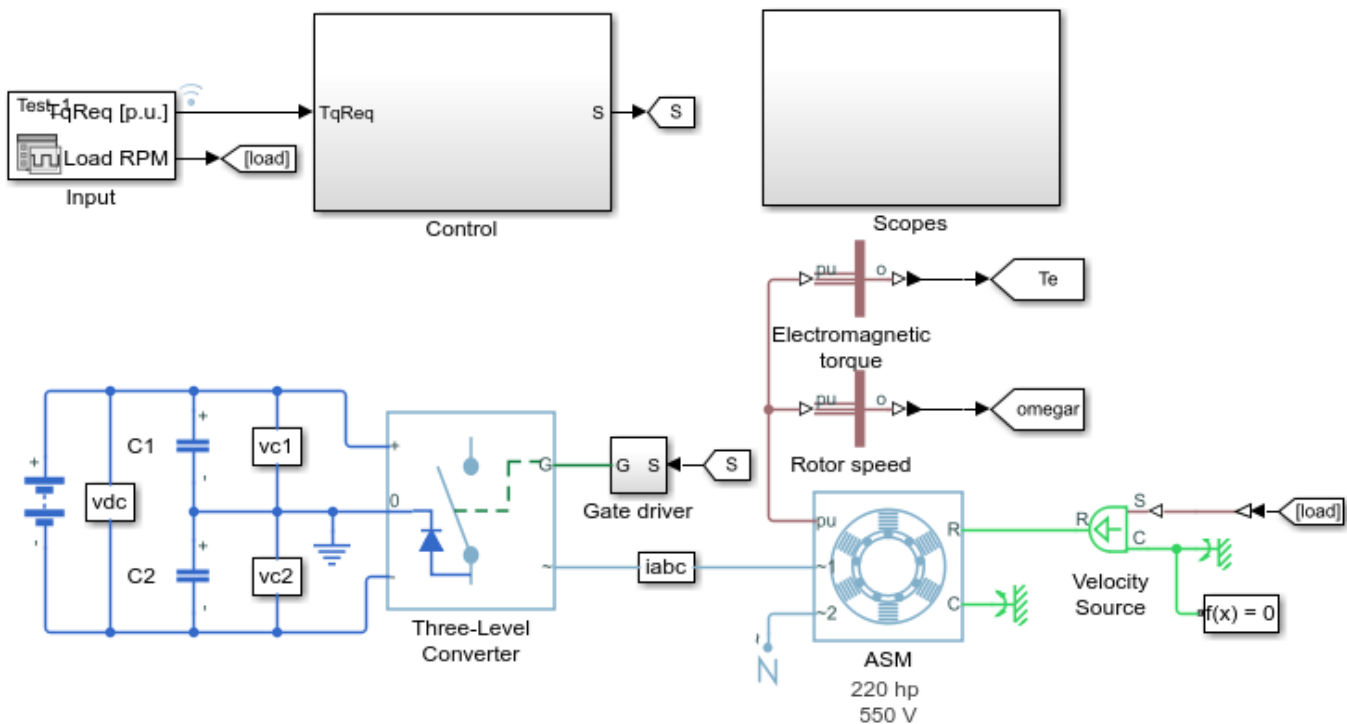 Test 1
TqReq [p.u.]
Load RPM
Input
[load]
TqReq
S
Control
S
Scopes
pu
o
Te
Electromagnetic
torque
pu
o
omegar
Rotor speed
+
-
vdc
C1
+
-
vc1
C2
+
-
vc2
+
0
-
G
~
Three-Level
Converter
G
S
Gate driver
S
iabc
pu
~1
~2
R
C
~
N
ASM
220 hp
550 V
R
S
C
Velocity
Source
[load]
f(x) = 0